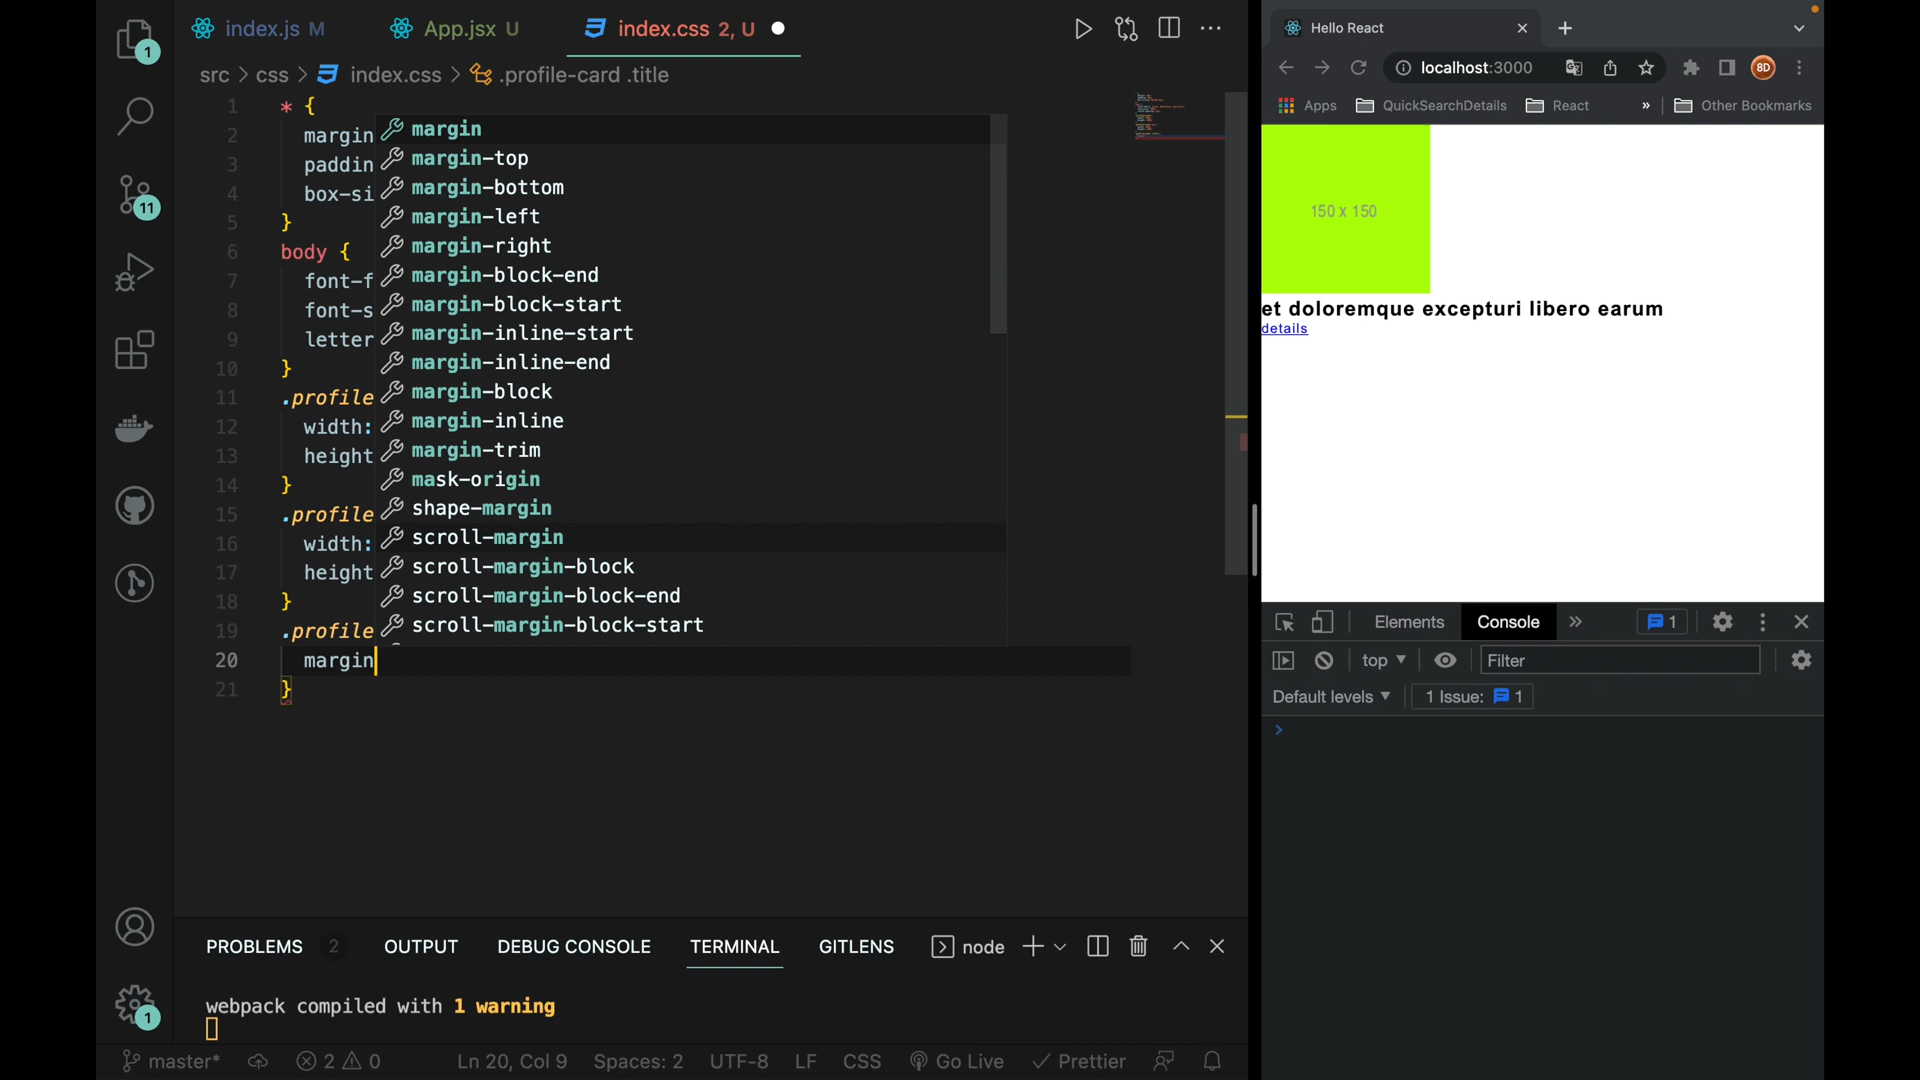 index.js M
App.jsx U
index.css 2, U
src > css > index.css > .profile-card .title
1 * {
2 margin
3 paddin
4 box-si
5 }
6 body {
7 font-f
8 font-s
9 letter
10 }
11 .profile
12 width:
13 height
14 }
15 .profile
16 width:
17 height
18 }
19 .profile
20 margin
21 }
margin
margin-top
margin-bottom
margin-left
margin-right
margin-block-end
margin-block-start
margin-inline-start
margin-inline-end
margin-block
margin-inline
margin-trim
mask-origin
shape-margin
scroll-margin
scroll-margin-block
scroll-margin-block-end
scroll-margin-block-start
1
11
1
PROBLEMS 2 OUTPUT DEBUG CONSOLE TERMINAL GITLENS node
webpack compiled with 1 warning
master* 2 0 Ln 20, Col 9 Spaces: 2 UTF-8 LF CSS Go Live Prettier
Hello React
localhost:3000 8D
Apps QuickSearchDetails React » Other Bookmarks
150 x 150
et doloremque excepturi libero earum
details
Elements Console » 1
top Filter
Default levels 1 Issue: 1
>